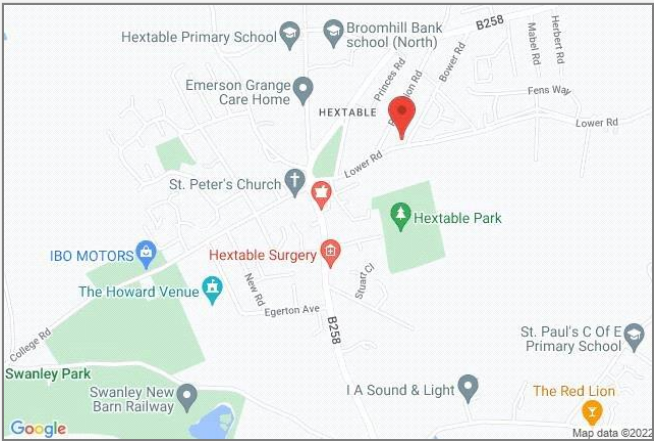 Hextable Primary School
Broomhill Bank
school (North)
B258
Herbert Rd
Mabel Rd
Bower Rd
Princes Rd
Emerson Grange
Care Home
HEXTABLE
Fens Way
Lower Rd
Lower Rd
St. Peter's Church
Hextable Park
IBO MOTORS
Hextable Surgery
The Howard Venue
New Rd
Stuart Cl
Egerton Ave
B258
College Rd
St. Paul's C Of E
Primary School
Swanley Park
Swanley New
Barn Railway
I A Sound & Light
The Red Lion
Google
Map data ©2022